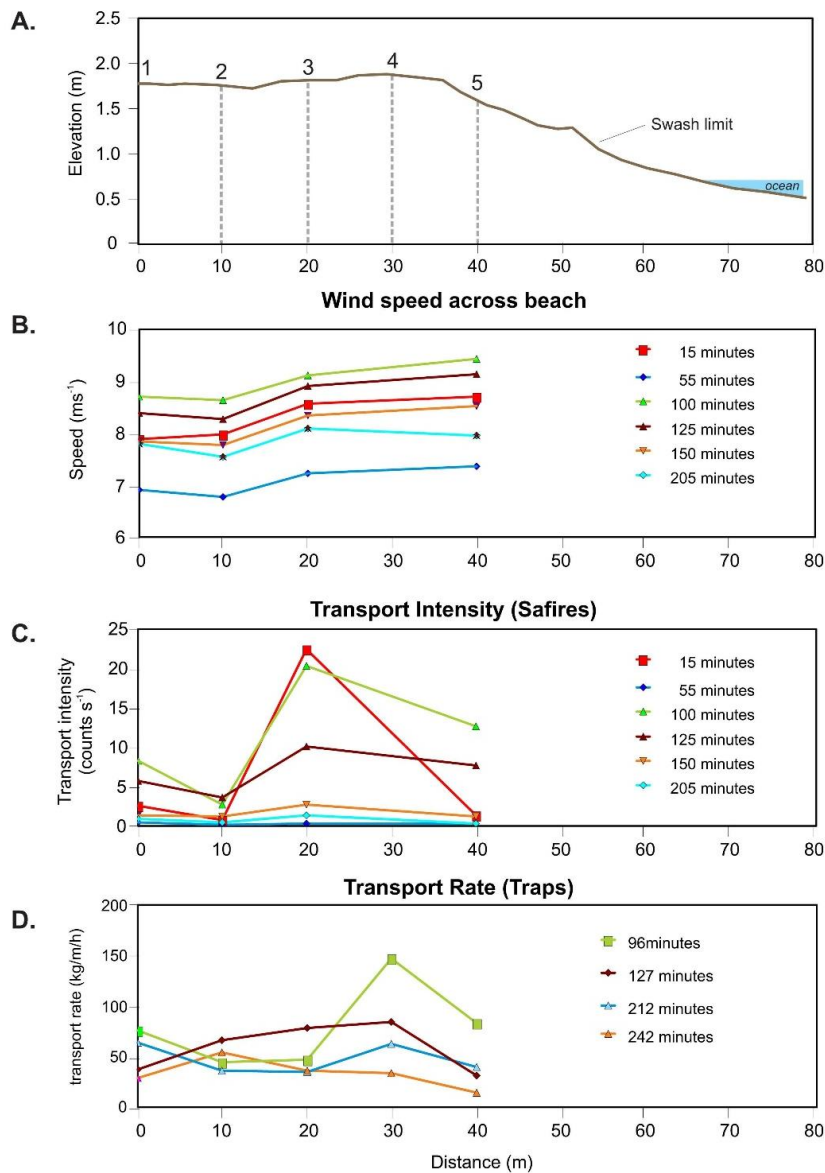 A.
Elevation (m)
2.5
2.0
1.5
1.0
0.5
0
1
2
3
4
5
Swash limit
ocean
0 10 20 30 40 50 60 70 80
Wind speed across beach
B.
Speed (ms⁻¹)
10
9
8
7
6
15 minutes
55 minutes
100 minutes
125 minutes
150 minutes
205 minutes
0 10 20 30 40 50 60 70 80
Transport Intensity (Safires)
C.
Transport intensity
(counts s⁻¹)
25
20
15
10
5
0
15 minutes
55 minutes
100 minutes
125 minutes
150 minutes
205 minutes
0 10 20 30 40 50 60 70 80
Transport Rate (Traps)
D.
transport rate (kg/m/h)
200
150
100
50
0
96minutes
127 minutes
212 minutes
242 minutes
0 10 20 30 40 50 60 70 80
Distance (m)